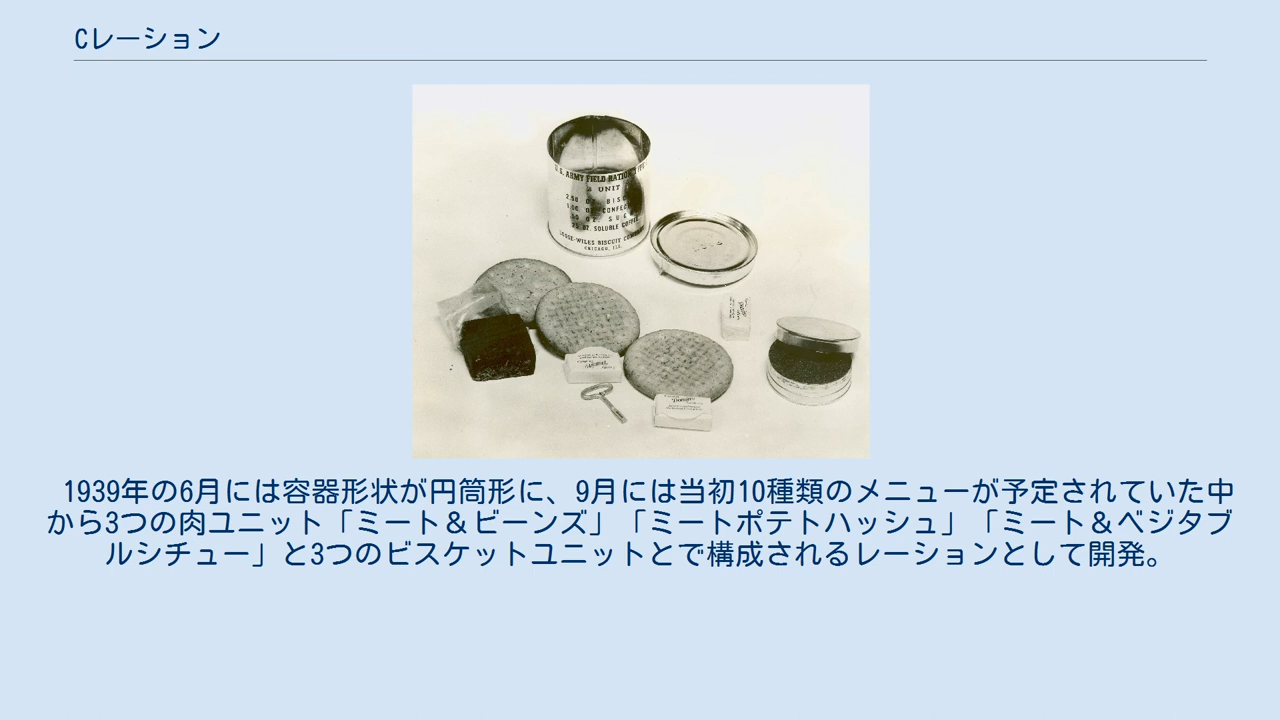 Cレーション
U.S. ARMY FIELD RATION
UNIT
OZ. SOLUBLE
LOOSE-WILES BISCUIT
CHICAGO, ILL.
1939年の6月には容器形状が円筒形に、9月には当初10種類のメニューが予定されていた中
から3つの肉ユニット「ミート＆ビーンズ」「ミートポテトハッシュ」「ミート＆ベジタブ
ルシチュー」と3つのビスケットユニットとで構成されるレーションとして開発。